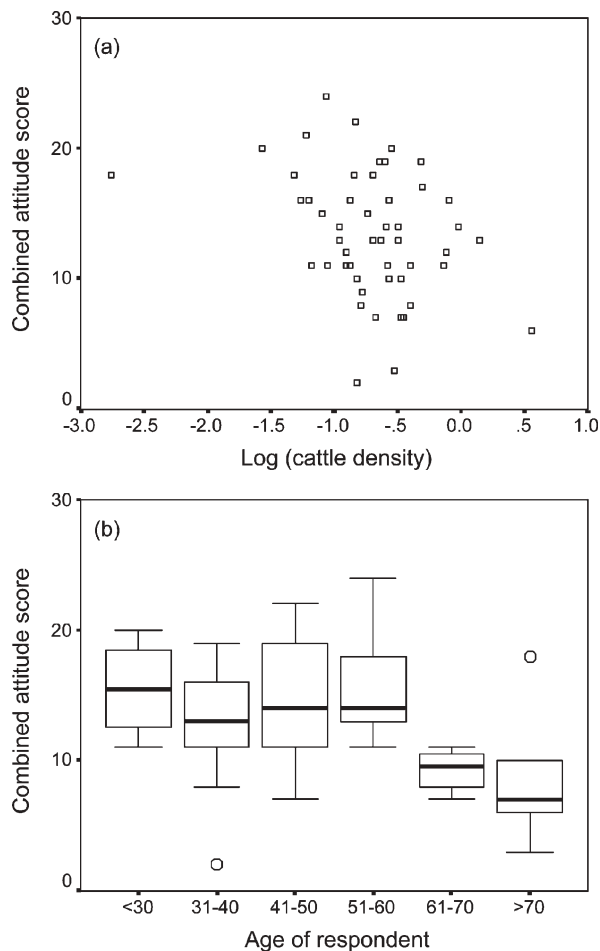 30
(a)
20
10
0
Combined attitude score
-3.0 -2.5 -2.0 -1.5 -1.0 -.5 0.0 .5 1.0
Log (cattle density)
30
(b)
20
10
0
Combined attitude score
<30 31-40 41-50 51-60 61-70 >70
Age of respondent